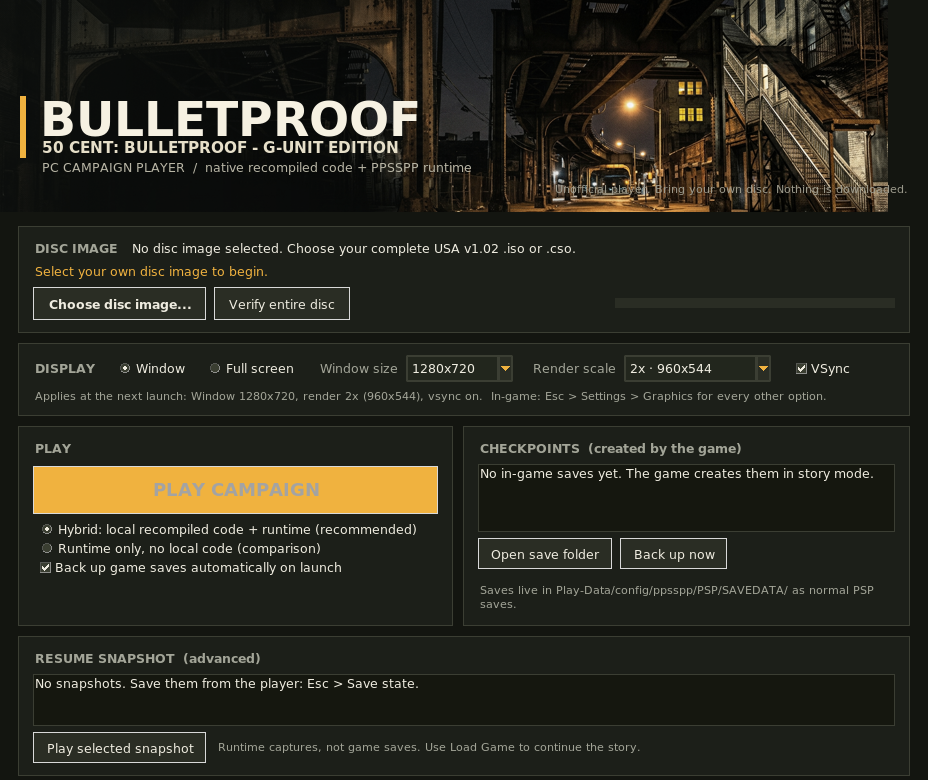 BULLETPROOF
50 CENT: BULLETPROOF - G-UNIT EDITION
PC CAMPAIGN PLAYER / native recompiled code + PPSSPP runtime
Unofficial player. Bring your own disc. Nothing is downloaded.
DISC IMAGE No disc image selected. Choose your complete USA v1.02 .iso or .cso.
Select your own disc image to begin.
Choose disc image... Verify entire disc
DISPLAY Window Full screen Window size 1280x720 Render scale 2x · 960x544 VSync
Applies at the next launch: Window 1280x720, render 2x (960x544), vsync on. In-game: Esc > Settings > Graphics for every other option.
PLAY
PLAY CAMPAIGN
Hybrid: local recompiled code + runtime (recommended)
Runtime only, no local code (comparison)
Back up game saves automatically on launch
CHECKPOINTS (created by the game)
No in-game saves yet. The game creates them in story mode.
Open save folder Back up now
Saves live in Play-Data/config/ppsspp/PSP/SAVEDATA/ as normal PSP
saves.
RESUME SNAPSHOT (advanced)
No snapshots. Save them from the player: Esc > Save state.
Play selected snapshot Runtime captures, not game saves. Use Load Game to continue the story.